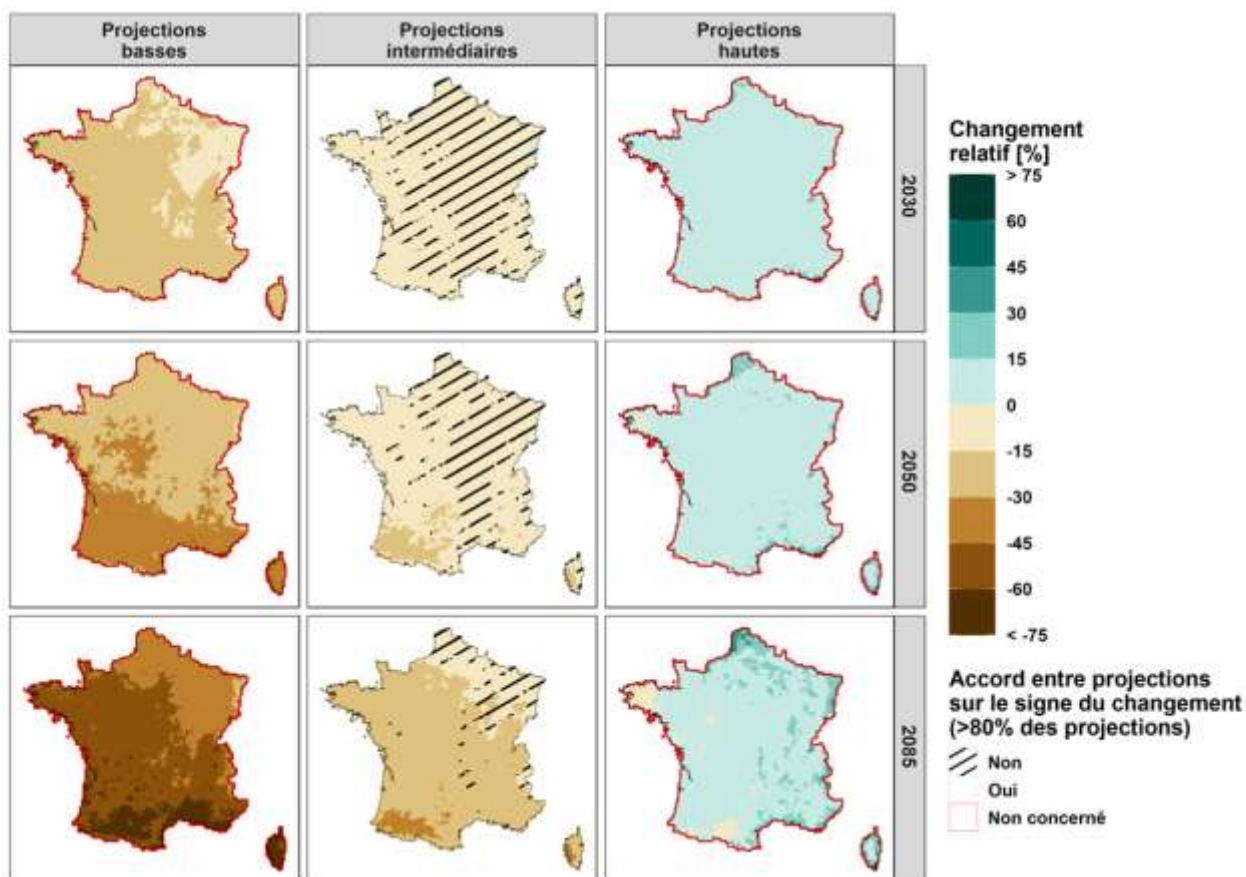 Projections
basses
Projections
intermédiaires
Projections
hautes
2030
2050
2085
Changement
relatif [%]
> 75
60
45
30
15
0
-15
-30
-45
-60
< -75
Accord entre projections
sur le signe du changement
(>80% des projections)
Non
Oui
Non concerné